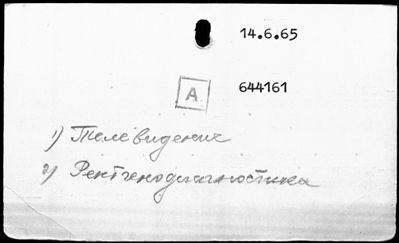 14.6.65
A
644161
1) Телевидение
2) Рентгенодиагностика